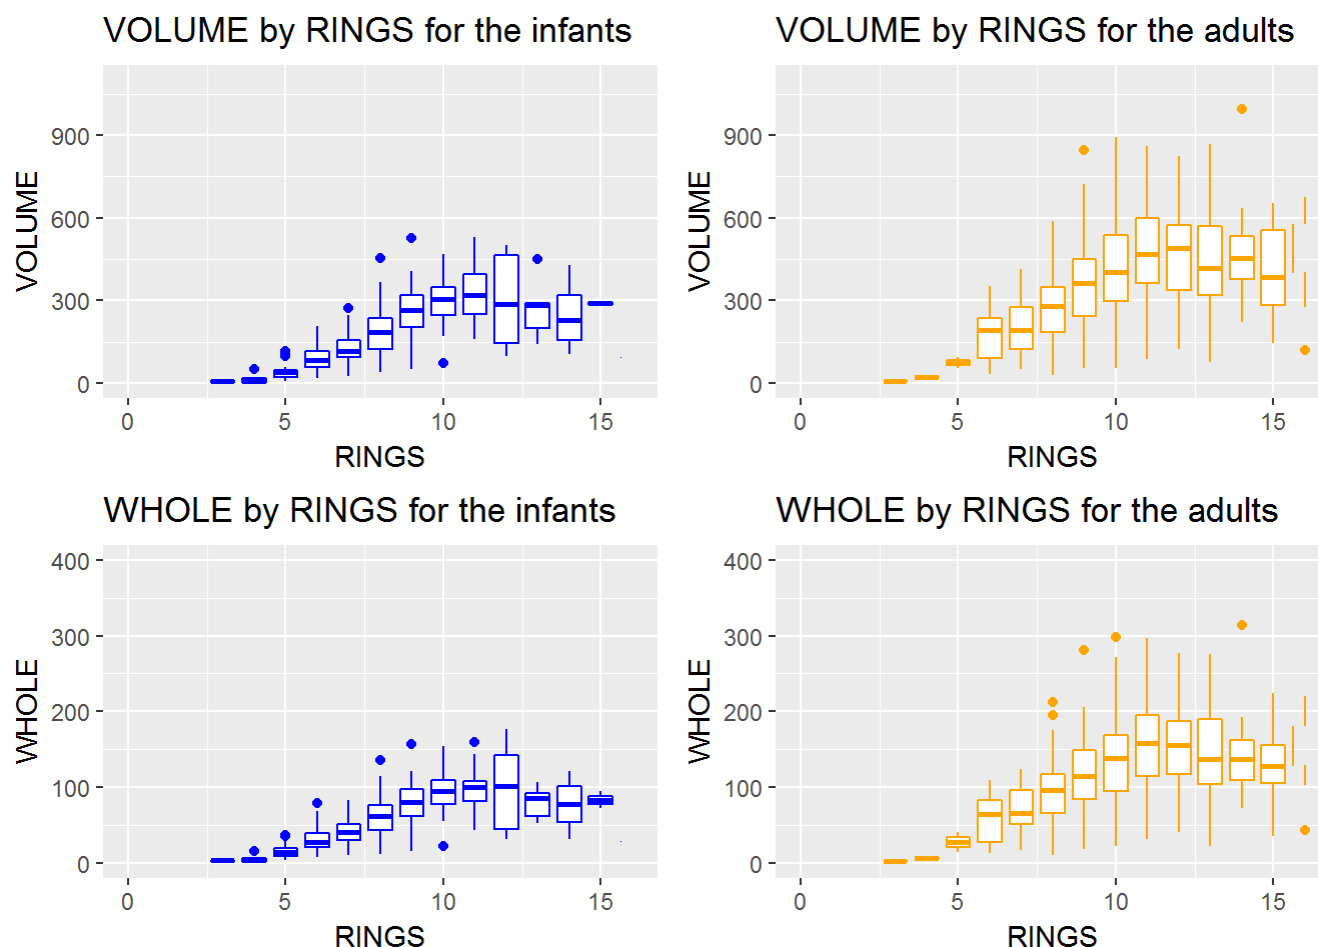 VOLUME by RINGS for the infants
900
600
300
0
VOLUME
0 5 10 15
RINGS
VOLUME by RINGS for the adults
900
600
300
0
VOLUME
0 5 10 15
RINGS
WHOLE by RINGS for the infants
400
300
200
100
0
WHOLE
0 5 10 15
RINGS
WHOLE by RINGS for the adults
400
300
200
100
0
WHOLE
0 5 10 15
RINGS